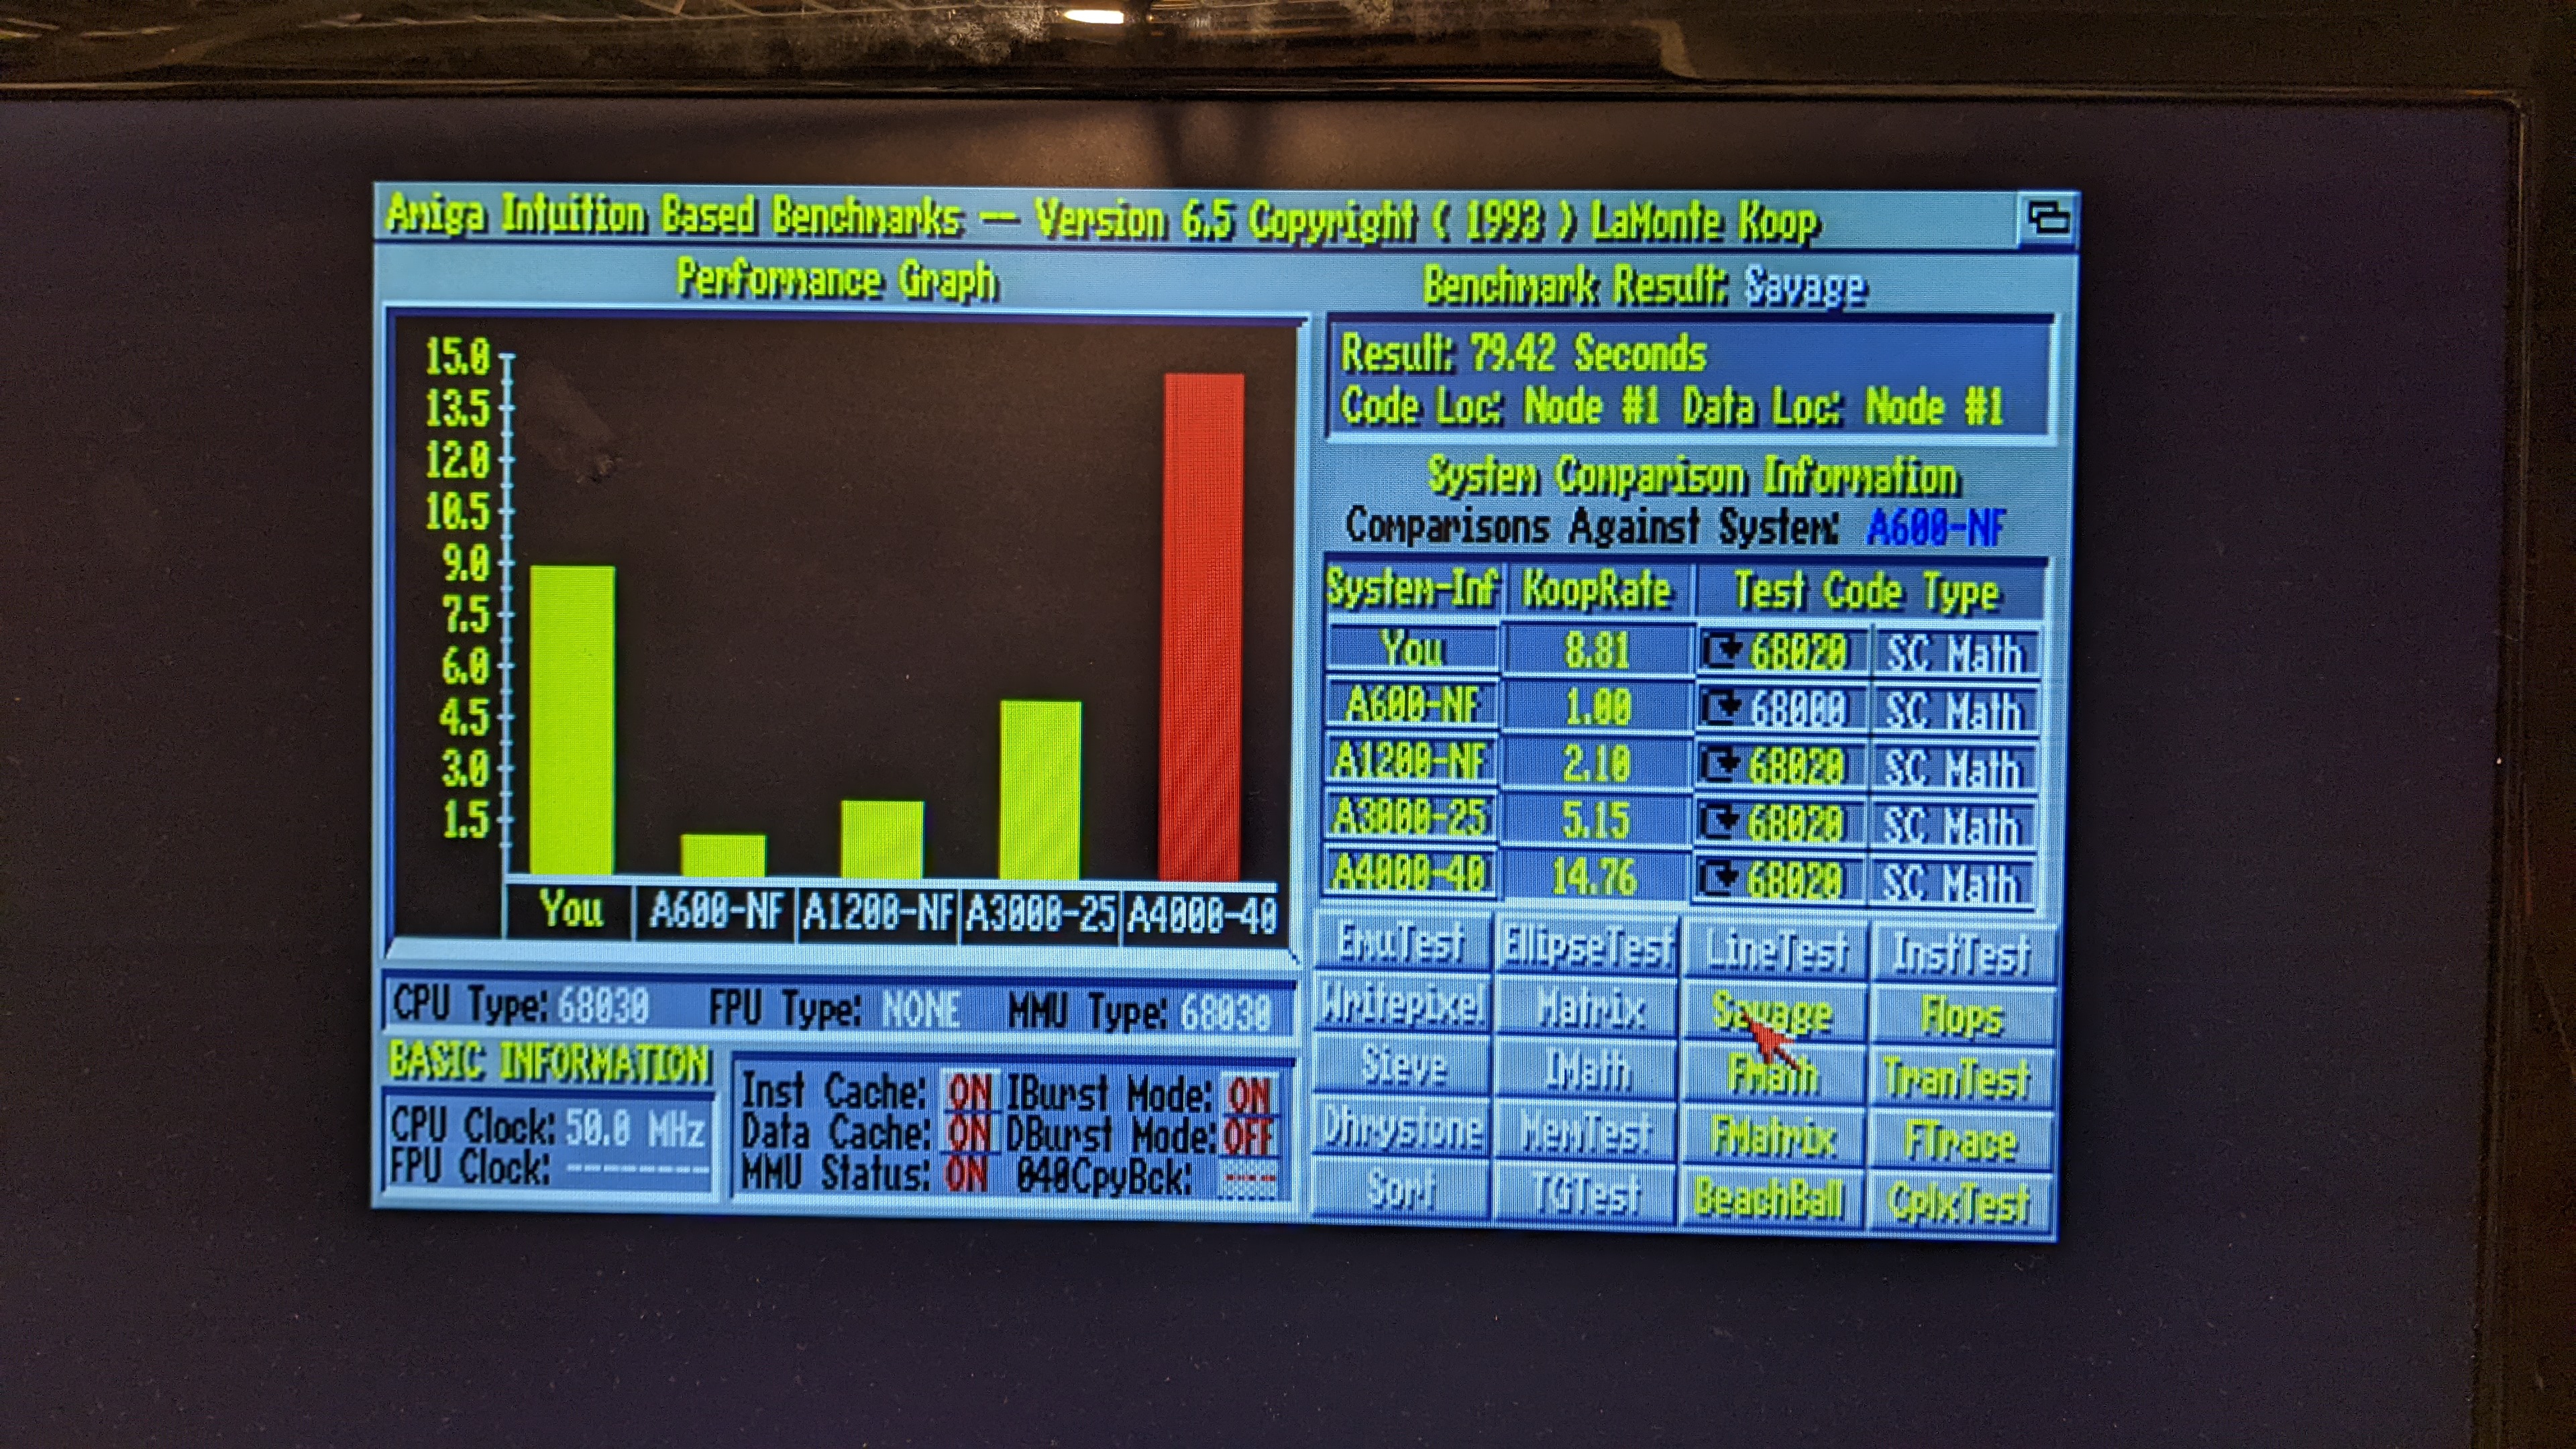 Amiga Intuition Based Benchmarks -- Version 6.5 Copyright ( 1993 ) LaMonte Koop
Performance Graph
15.0
13.5
12.0
10.5
9.0
7.5
6.0
4.5
3.0
1.5
You A600-NF A1200-NF A3000-25 A4000-40
CPU Type: 68030 FPU Type: NONE MMU Type: 68030
BASIC INFORMATION
CPU Clock: 50.0 MHz
FPU Clock: --------
Inst Cache: ON IBurst Mode: ON
Data Cache: ON DBurst Mode: OFF
MMU Status: ON 040CpyBck: ----
Benchmark Result: Savage
Result: 79.42 Seconds
Code Loc: Node #1 Data Loc: Node #1
System Comparison Information
Comparisons Against System: A600-NF
System-Inf KoopRate Test Code Type
You 8.81 68020 SC Math
A600-NF 1.00 68000 SC Math
A1200-NF 2.10 68020 SC Math
A3000-25 5.15 68020 SC Math
A4000-40 14.76 68020 SC Math
EmuTest EllipseTest LineTest InstTest
Writepixel Matrix Savage Flops
Sieve IMath FMath TranTest
Dhrystone MemTest FMatrix FTrace
Sort TGTest BeachBall CplxTest